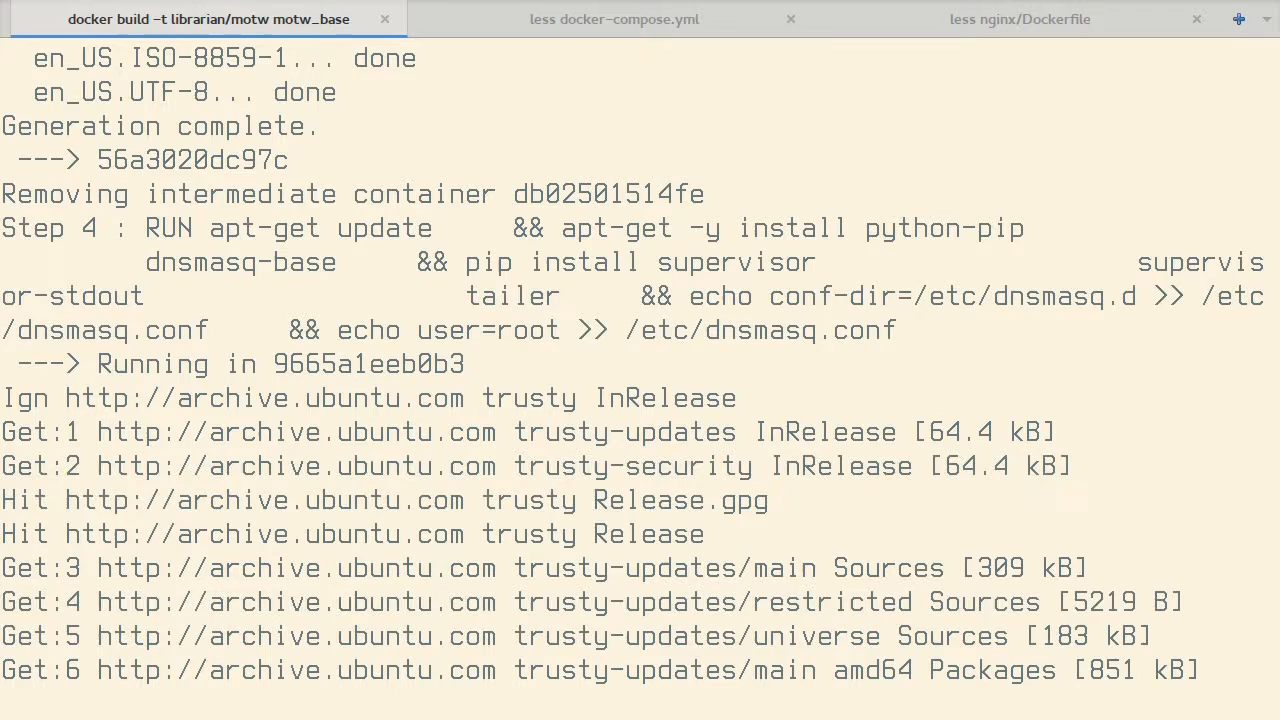 docker build -t librarian/motw motw_base × less docker-compose.yml × less nginx/Dockerfile ×
en_US.ISO-8859-1... done
en_US.UTF-8... done
Generation complete.
---> 56a3020dc97c
Removing intermediate container db02501514fe
Step 4 : RUN apt-get update && apt-get -y install python-pip
dnsmasq-base && pip install supervisor supervis
or-stdout tailer && echo conf-dir=/etc/dnsmasq.d >> /etc
/dnsmasq.conf && echo user=root >> /etc/dnsmasq.conf
---> Running in 9665a1eeb0b3
Ign http://archive.ubuntu.com trusty InRelease
Get:1 http://archive.ubuntu.com trusty-updates InRelease [64.4 kB]
Get:2 http://archive.ubuntu.com trusty-security InRelease [64.4 kB]
Hit http://archive.ubuntu.com trusty Release.gpg
Hit http://archive.ubuntu.com trusty Release
Get:3 http://archive.ubuntu.com trusty-updates/main Sources [309 kB]
Get:4 http://archive.ubuntu.com trusty-updates/restricted Sources [5219 B]
Get:5 http://archive.ubuntu.com trusty-updates/universe Sources [183 kB]
Get:6 http://archive.ubuntu.com trusty-updates/main amd64 Packages [851 kB]